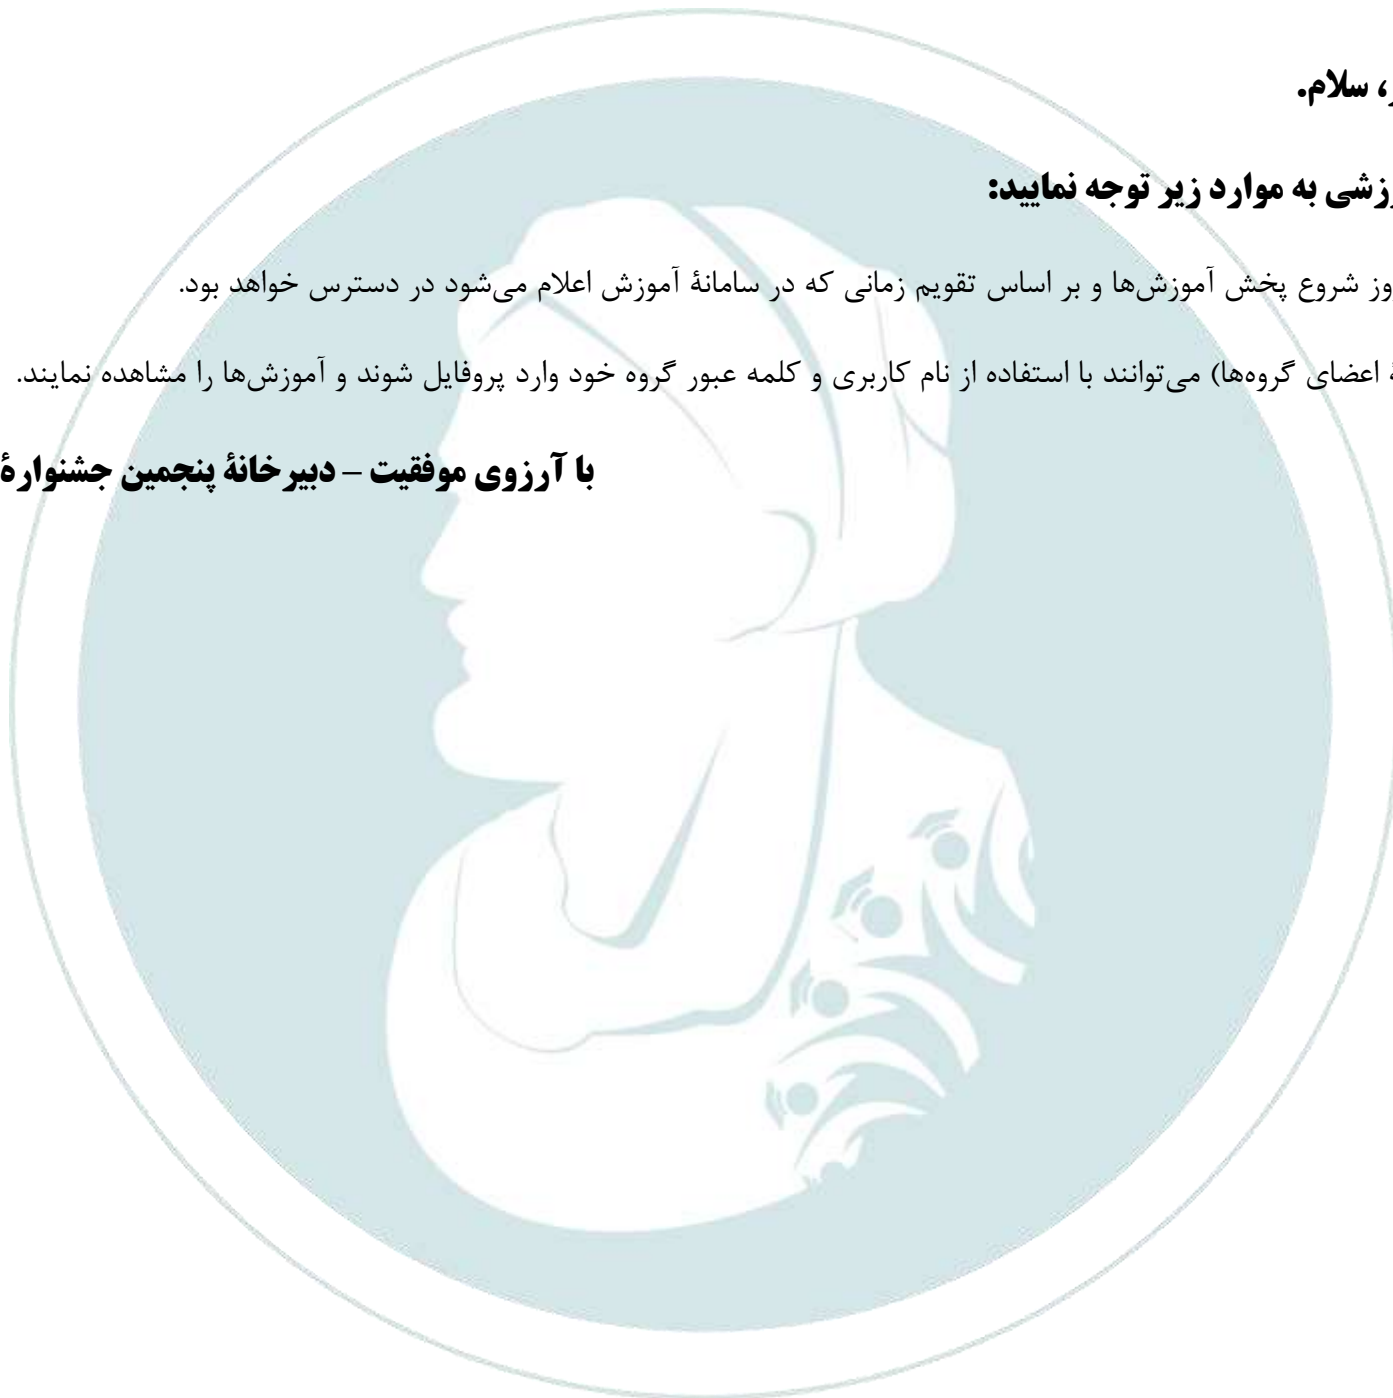 ، سلام.
زشی به موارد زیر توجه نمایید:
وز شروع پخش آموزش‌ها و بر اساس تقویم زمانی که در سامانهٔ آموزش اعلام می‌شود در دسترس خواهد بود.
اعضای گروه‌ها) می‌توانند با استفاده از نام کاربری و کلمه عبور گروه خود وارد پروفایل شوند و آموزش‌ها را مشاهده نمایند.
با آرزوی موفقیت – دبیرخانهٔ پنجمین جشنوارهٔ